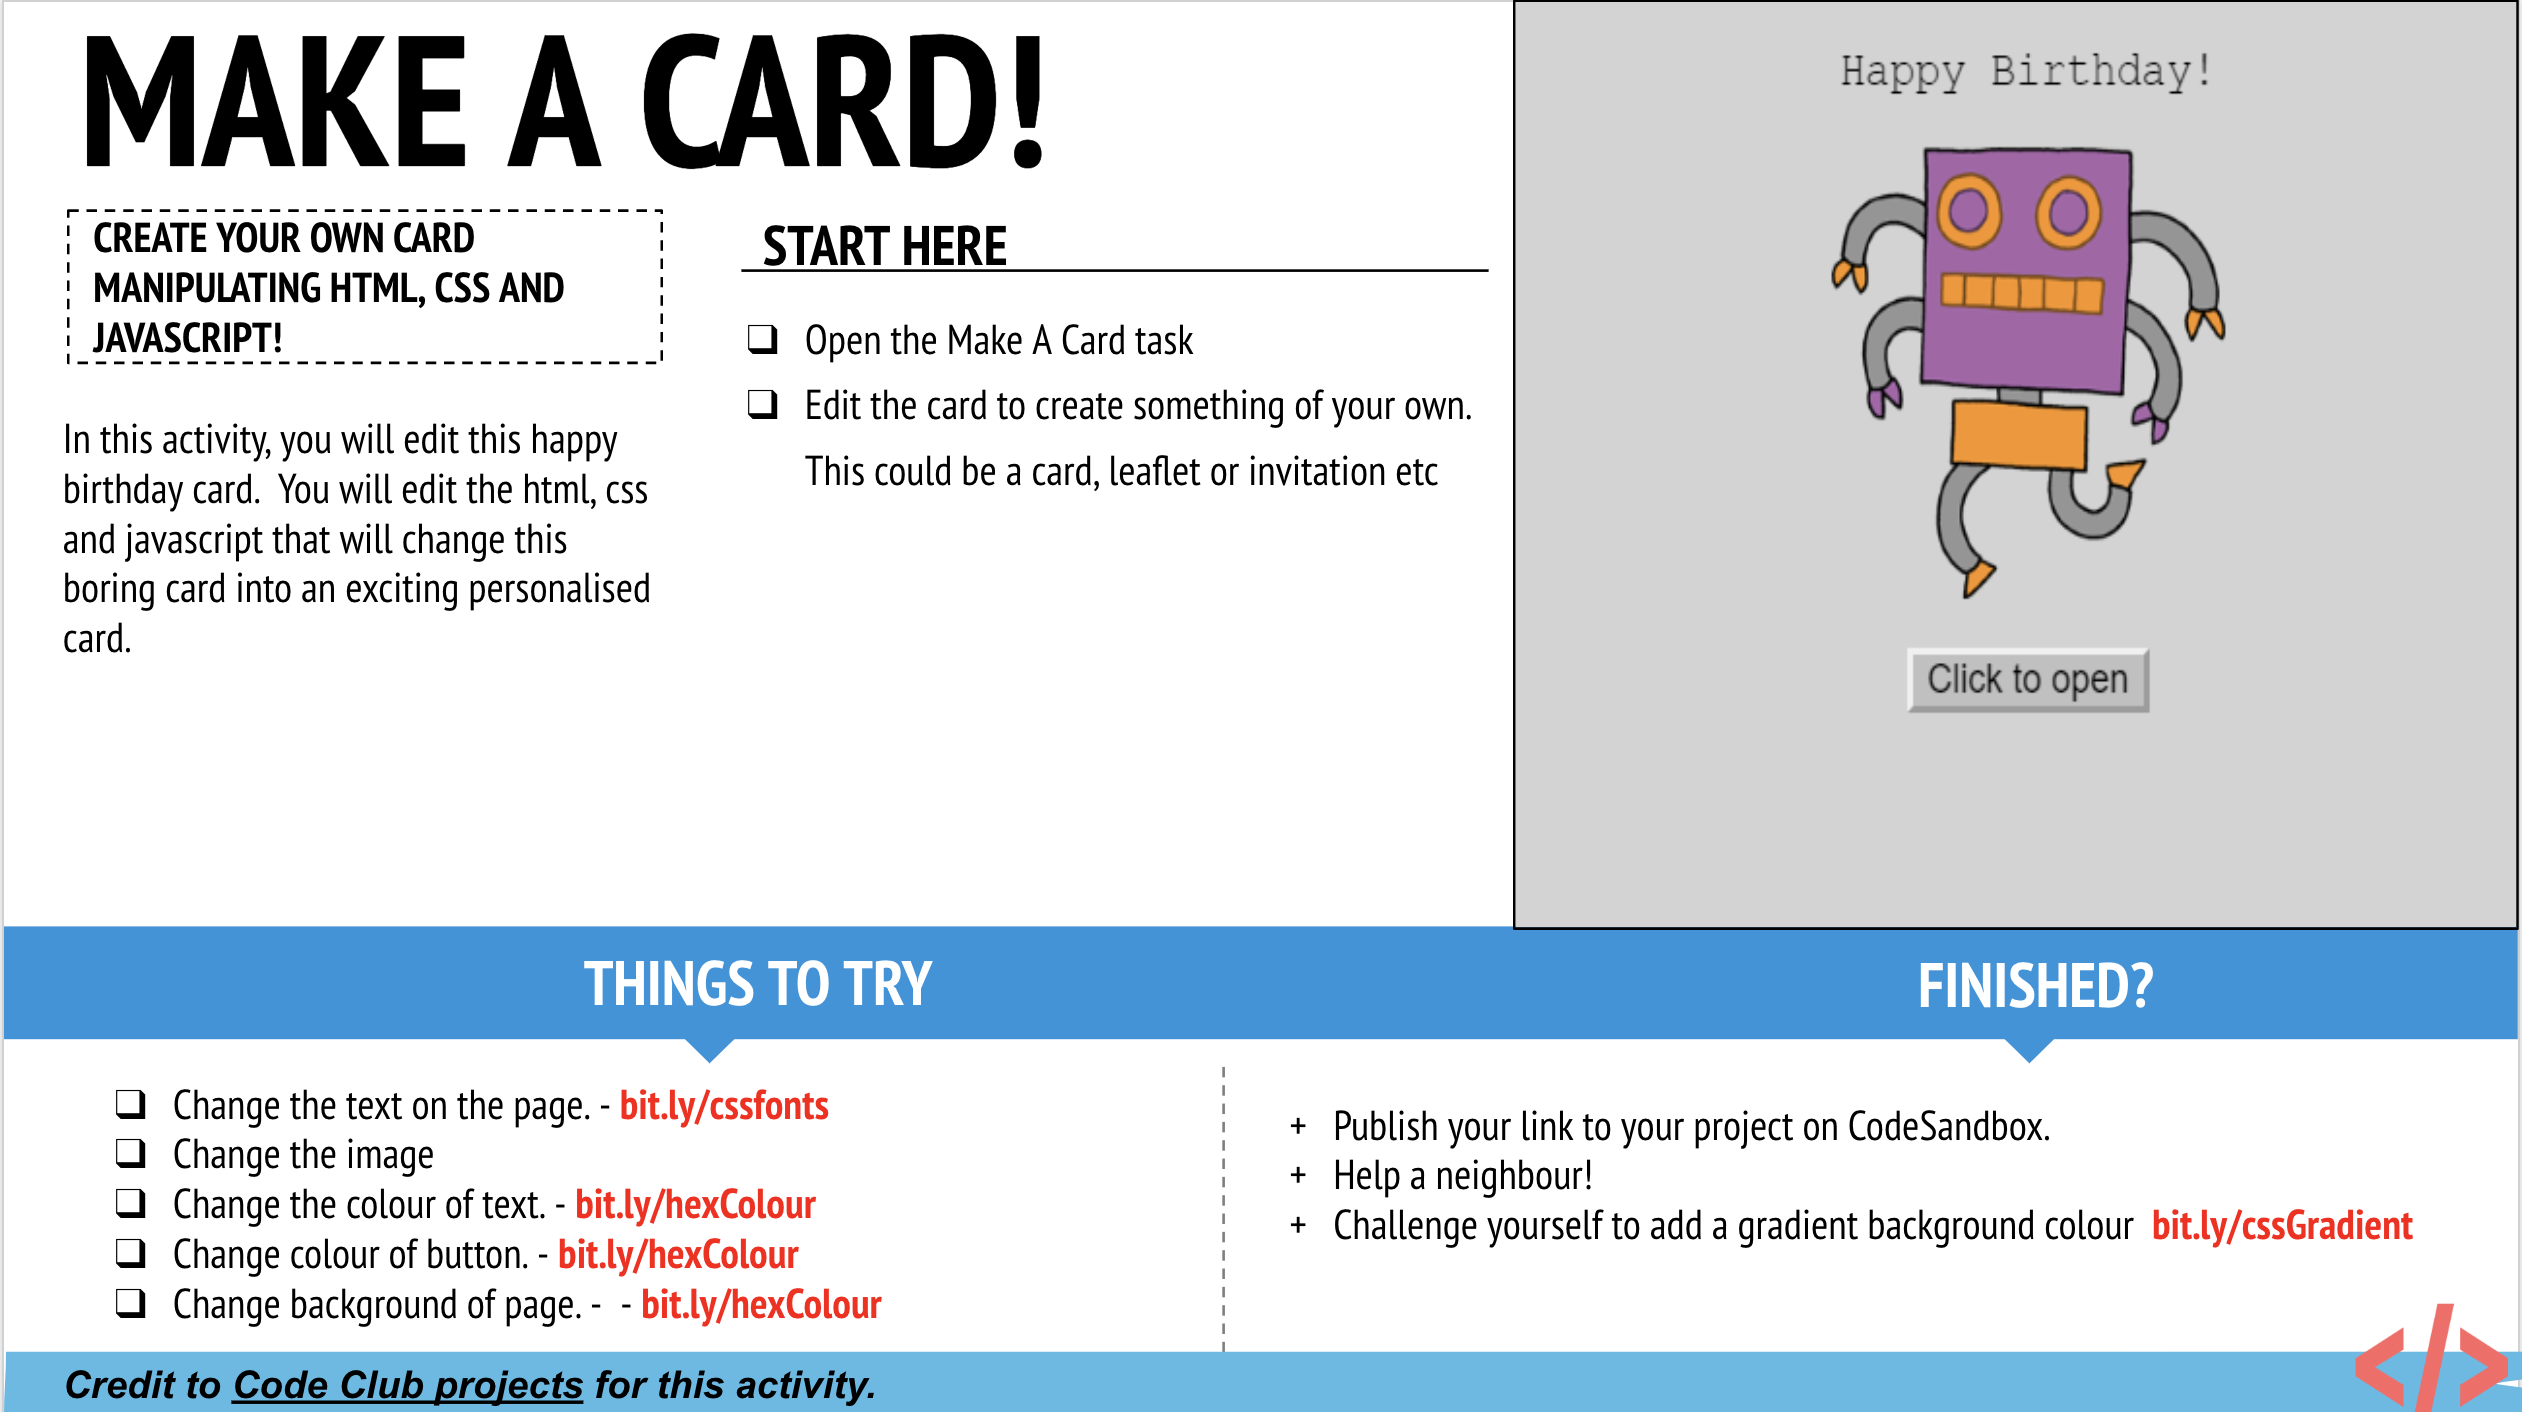 MAKE A CARD!
CREATE YOUR OWN CARD
MANIPULATING HTML, CSS AND
JAVASCRIPT!
In this activity, you will edit this happy
birthday card.  You will edit the html, css
and javascript that will change this
boring card into an exciting personalised
card.
START HERE
❏ Open the Make A Card task
❏ Edit the card to create something of your own.
This could be a card, leaflet or invitation etc
Happy Birthday!
Click to open
THINGS TO TRY
❏ Change the text on the page. - bit.ly/cssfonts
❏ Change the image
❏ Change the colour of text. - bit.ly/hexColour
❏ Change colour of button. - bit.ly/hexColour
❏ Change background of page. -  - bit.ly/hexColour
FINISHED?
+ Publish your link to your project on CodeSandbox.
+ Help a neighbour!
+ Challenge yourself to add a gradient background colour  bit.ly/cssGradient
Credit to Code Club projects for this activity.
</>